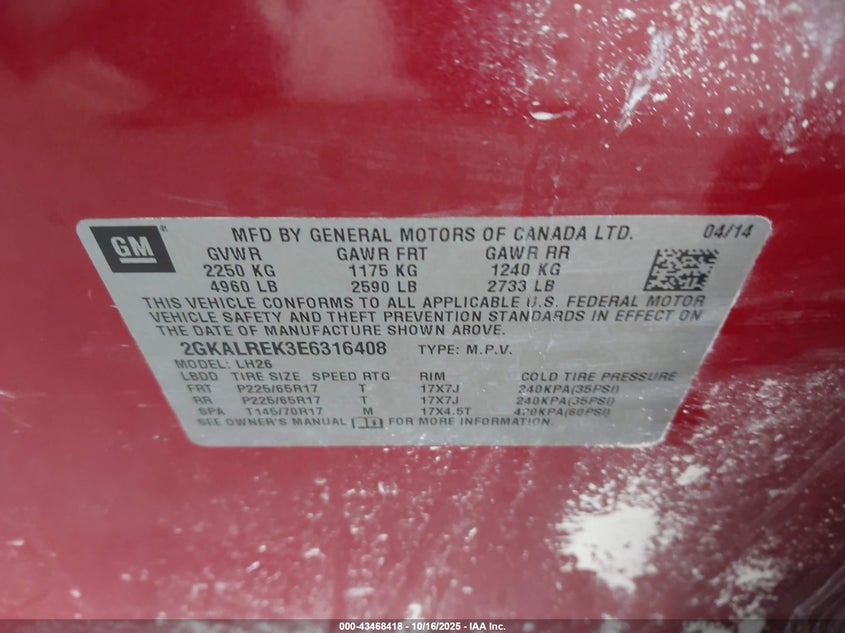 GM ® MFD BY GENERAL MOTORS OF CANADA LTD. 04/14
GVWR GAWR FRT GAWR RR
2250 KG 1175 KG 1240 KG
4960 LB 2590 LB 2733 LB
THIS VEHICLE CONFORMS TO ALL APPLICABLE U.S. FEDERAL MOTOR
VEHICLE SAFETY AND THEFT PREVENTION STANDARDS IN EFFECT ON
THE DATE OF MANUFACTURE SHOWN ABOVE.
2GKALREK3E6316408 TYPE: M.P.V.
MODEL: LH26
LBDD TIRE SIZE SPEED RTG RIM COLD TIRE PRESSURE
FRT P225/65R17 T 17X7J 240KPA(35PSI)
RR P225/65R17 T 17X7J 240KPA(35PSI)
SPA T145/70R17 M 17X4.5T 420KPA(60PSI)
SEE OWNER'S MANUAL FOR MORE INFORMATION.
000-43468418 - 10/16/2025 - IAA Inc.